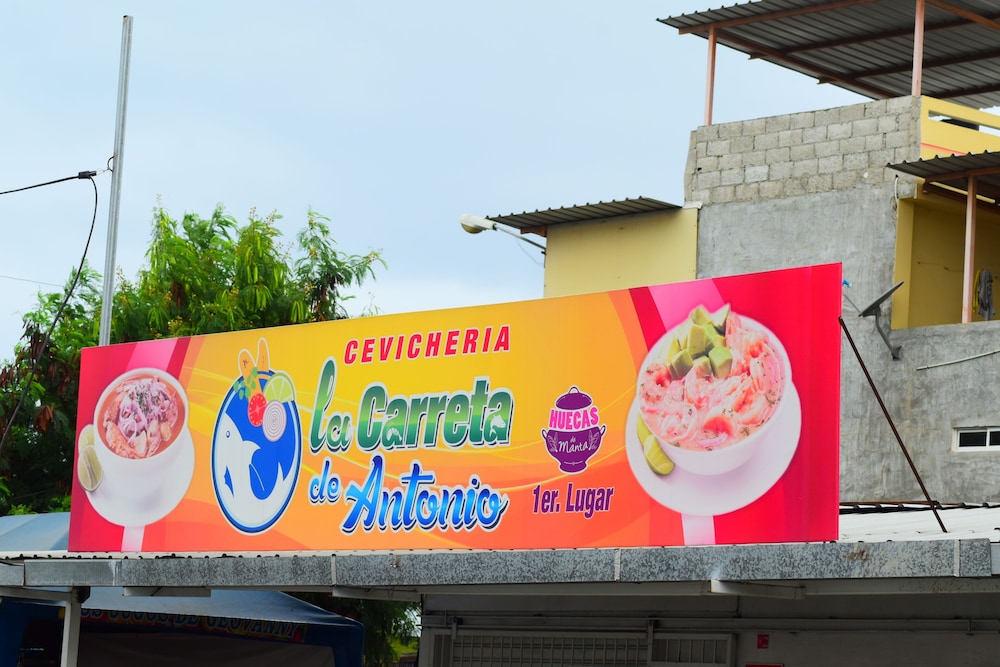 CEVICHERIA
la Carreta
de Antonio
HUECAS
de Manta
1er. Lugar